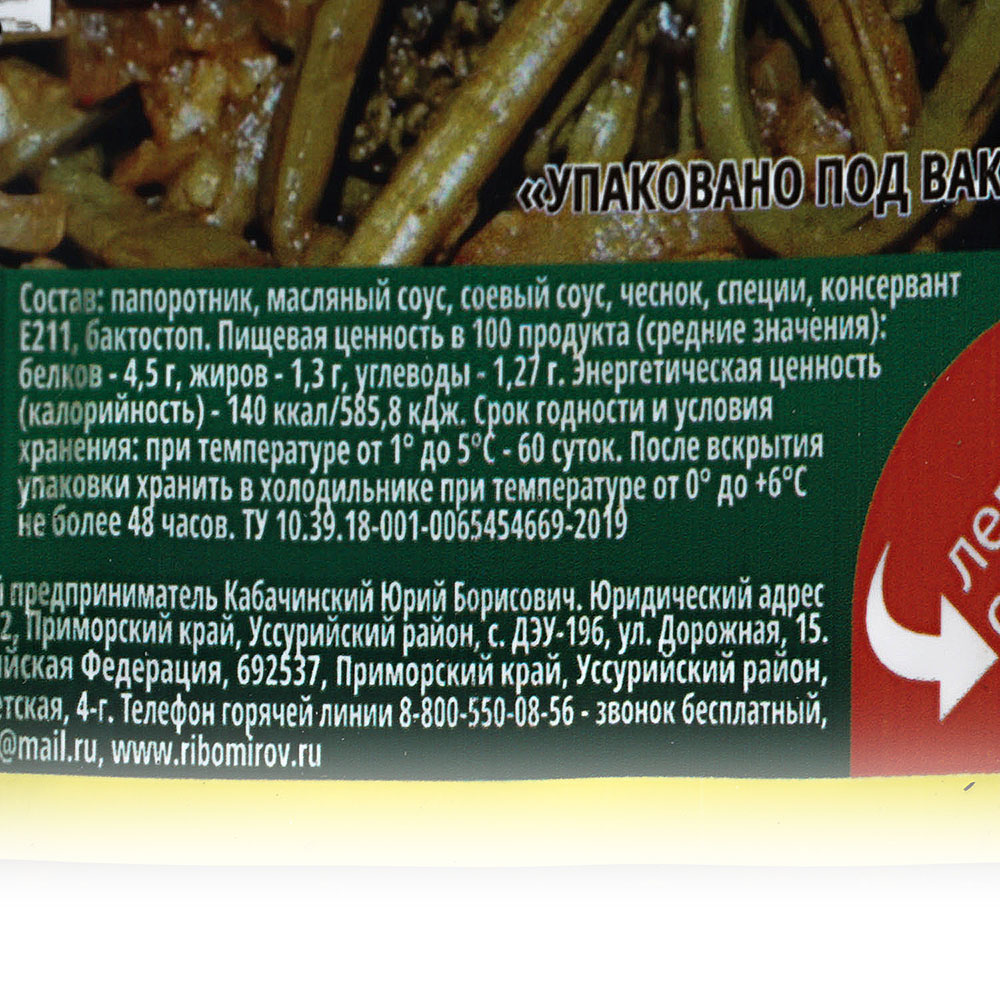 «УПАКОВАНО ПОД ВАК
Состав: папоротник, масляный соус, соевый соус, чеснок, специи, консервант
Е211, бактостоп. Пищевая ценность в 100 продукта (средние значения):
белков - 4,5 г, жиров - 1,3 г, углеводы - 1,27 г. Энергетическая ценность
(калорийность) - 140 ккал/585,8 кДж. Срок годности и условия
хранения: при температуре от 1° до 5°С - 60 суток. После вскрытия
упаковки хранить в холодильнике при температуре от 0° до +6°С
не более 48 часов. ТУ 10.39.18-001-0065454669-2019
й предприниматель Кабачинский Юрий Борисович. Юридический адрес
2, Приморский край, Уссурийский район, с. ДЭУ-196, ул. Дорожная, 15.
йская Федерация, 692537, Приморский край, Уссурийский район,
етская, 4-г. Телефон горячей линии 8-800-550-08-56 - звонок бесплатный,
@mail.ru, www.ribomirov.ru
ле